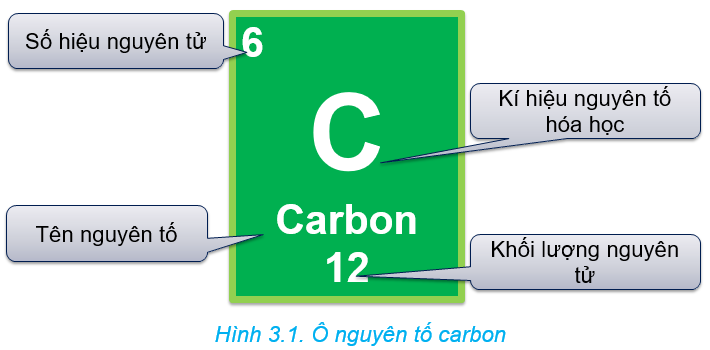 Số hiệu nguyên tử
6
Kí hiệu nguyên tố
hóa học
C
Tên nguyên tố
Carbon
12
Khối lượng nguyên
tử
Hình 3.1. Ô nguyên tố carbon